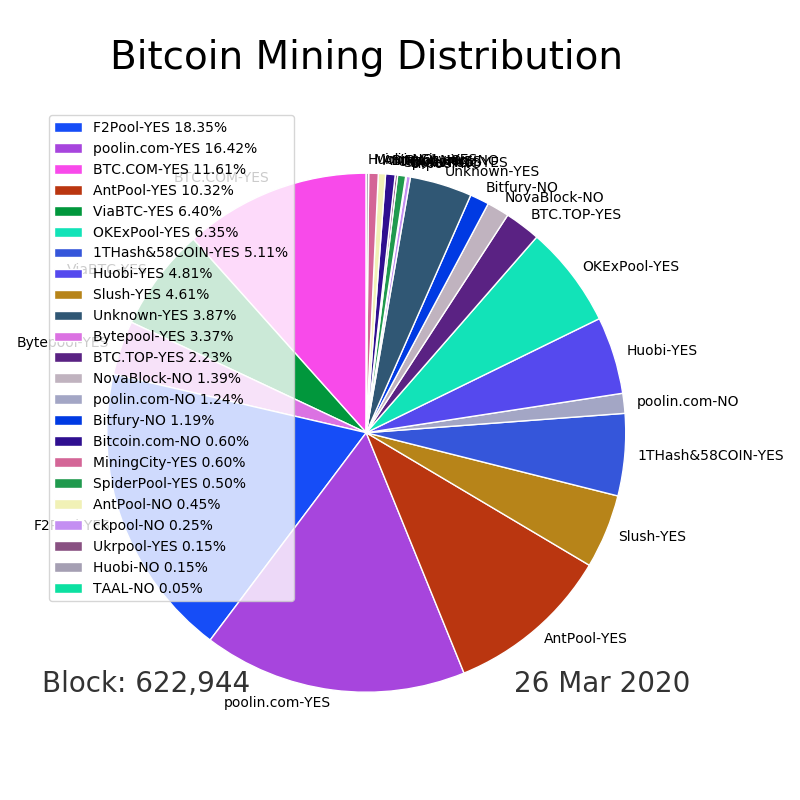 Bitcoin Mining Distribution
F2Pool-YES 18.35%
poolin.com-YES 16.42%
BTC.COM-YES 11.61%
AntPool-YES 10.32%
ViaBTC-YES 6.40%
OKExPool-YES 6.35%
1THash&58COIN-YES 5.11%
Huobi-YES 4.81%
Slush-YES 4.61%
Unknown-YES 3.87%
Bytepool-YES 3.37%
BTC.TOP-YES 2.23%
NovaBlock-NO 1.39%
poolin.com-NO 1.24%
Bitfury-NO 1.19%
Bitcoin.com-NO 0.60%
MiningCity-YES 0.60%
SpiderPool-YES 0.50%
AntPool-NO 0.45%
ckpool-NO 0.25%
Ukrpool-YES 0.15%
Huobi-NO 0.15%
TAAL-NO 0.05%
BTC.COM-YES
Unknown-YES
Bitfury-NO
NovaBlock-NO
BTC.TOP-YES
OKExPool-YES
Huobi-YES
poolin.com-NO
1THash&58COIN-YES
Slush-YES
AntPool-YES
poolin.com-YES
Block: 622,944
26 Mar 2020